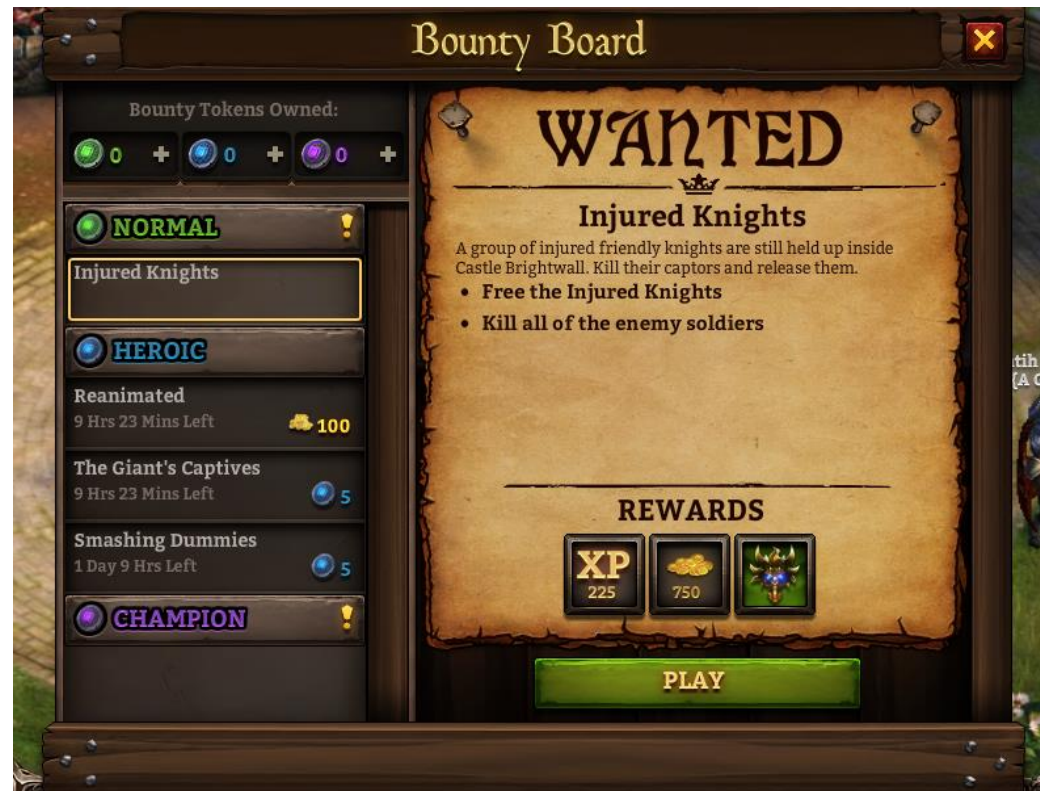 Bounty Board
Bounty Tokens Owned:
0 + 0 + 0 +
NORMAL !
Injured Knights
HEROIC
Reanimated
9 Hrs 23 Mins Left 100
The Giant's Captives
9 Hrs 23 Mins Left 5
Smashing Dummies
1 Day 9 Hrs Left 5
CHAMPION !
WANTED
Injured Knights
A group of injured friendly knights are still held up inside
Castle Brightwall. Kill their captors and release them.
• Free the Injured Knights
• Kill all of the enemy soldiers
REWARDS
XP
225
750
PLAY
tih
(A